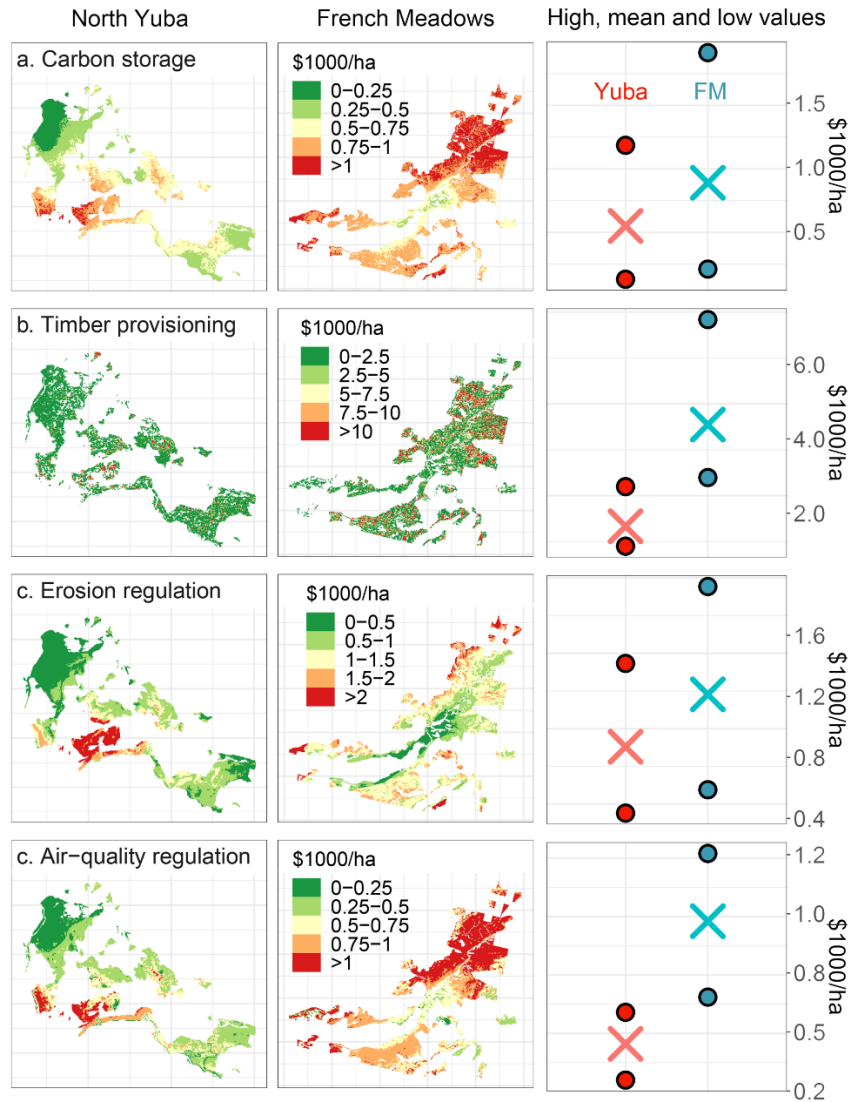 North Yuba
French Meadows
High, mean and low values
a. Carbon storage
$1000/ha
0−0.25
0.25−0.5
0.5−0.75
0.75−1
>1
Yuba
FM
1.5
1.0
0.5
$1000/ha
b. Timber provisioning
$1000/ha
0−2.5
2.5−5
5−7.5
7.5−10
>10
6.0
4.0
2.0
$1000/ha
c. Erosion regulation
$1000/ha
0−0.5
0.5−1
1−1.5
1.5−2
>2
1.6
1.2
0.8
0.4
$1000/ha
c. Air−quality regulation
$1000/ha
0−0.25
0.25−0.5
0.5−0.75
0.75−1
>1
1.2
1.0
0.8
0.5
0.2
$1000/ha